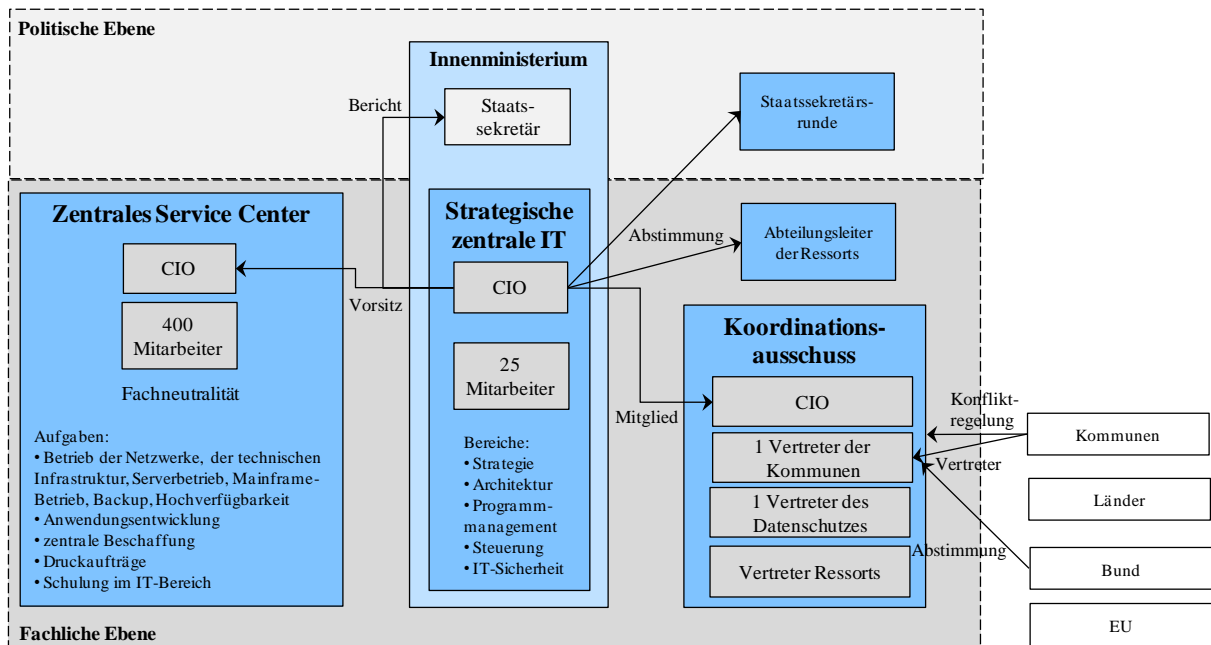 Politische Ebene
Innenministerium
Bericht
Staats-
sekretär
Staatssekretärs-
runde
Zentrales Service Center
CIO
Vorsitz
400
Mitarbeiter
Fachneutralität
Aufgaben:
• Betrieb der Netzwerke, der technischen
Infrastruktur, Serverbetrieb, Mainframe-
Betrieb, Backup, Hochverfügbarkeit
• Anwendungsentwicklung
• zentrale Beschaffung
• Druckaufträge
• Schulung im IT-Bereich
Strategische
zentrale IT
CIO
25
Mitarbeiter
Bereiche:
• Strategie
• Architektur
• Programm-
management
• Steuerung
• IT-Sicherheit
Abstimmung
Abteilungsleiter
der Ressorts
Mitglied
Koordinations-
ausschuss
CIO
1 Vertreter der
Kommunen
1 Vertreter des
Datenschutzes
Vertreter Ressorts
Konflikt-
regelung
Vertreter
Abstimmung
Kommunen
Länder
Bund
EU
Fachliche Ebene